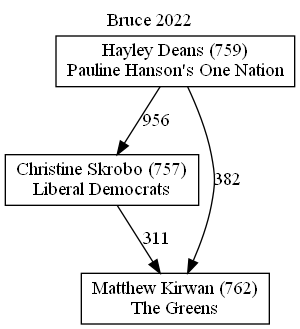 Bruce 2022
Hayley Deans (759)
Pauline Hanson's One Nation
956
Christine Skrobo (757)
Liberal Democrats
382
311
Matthew Kirwan (762)
The Greens